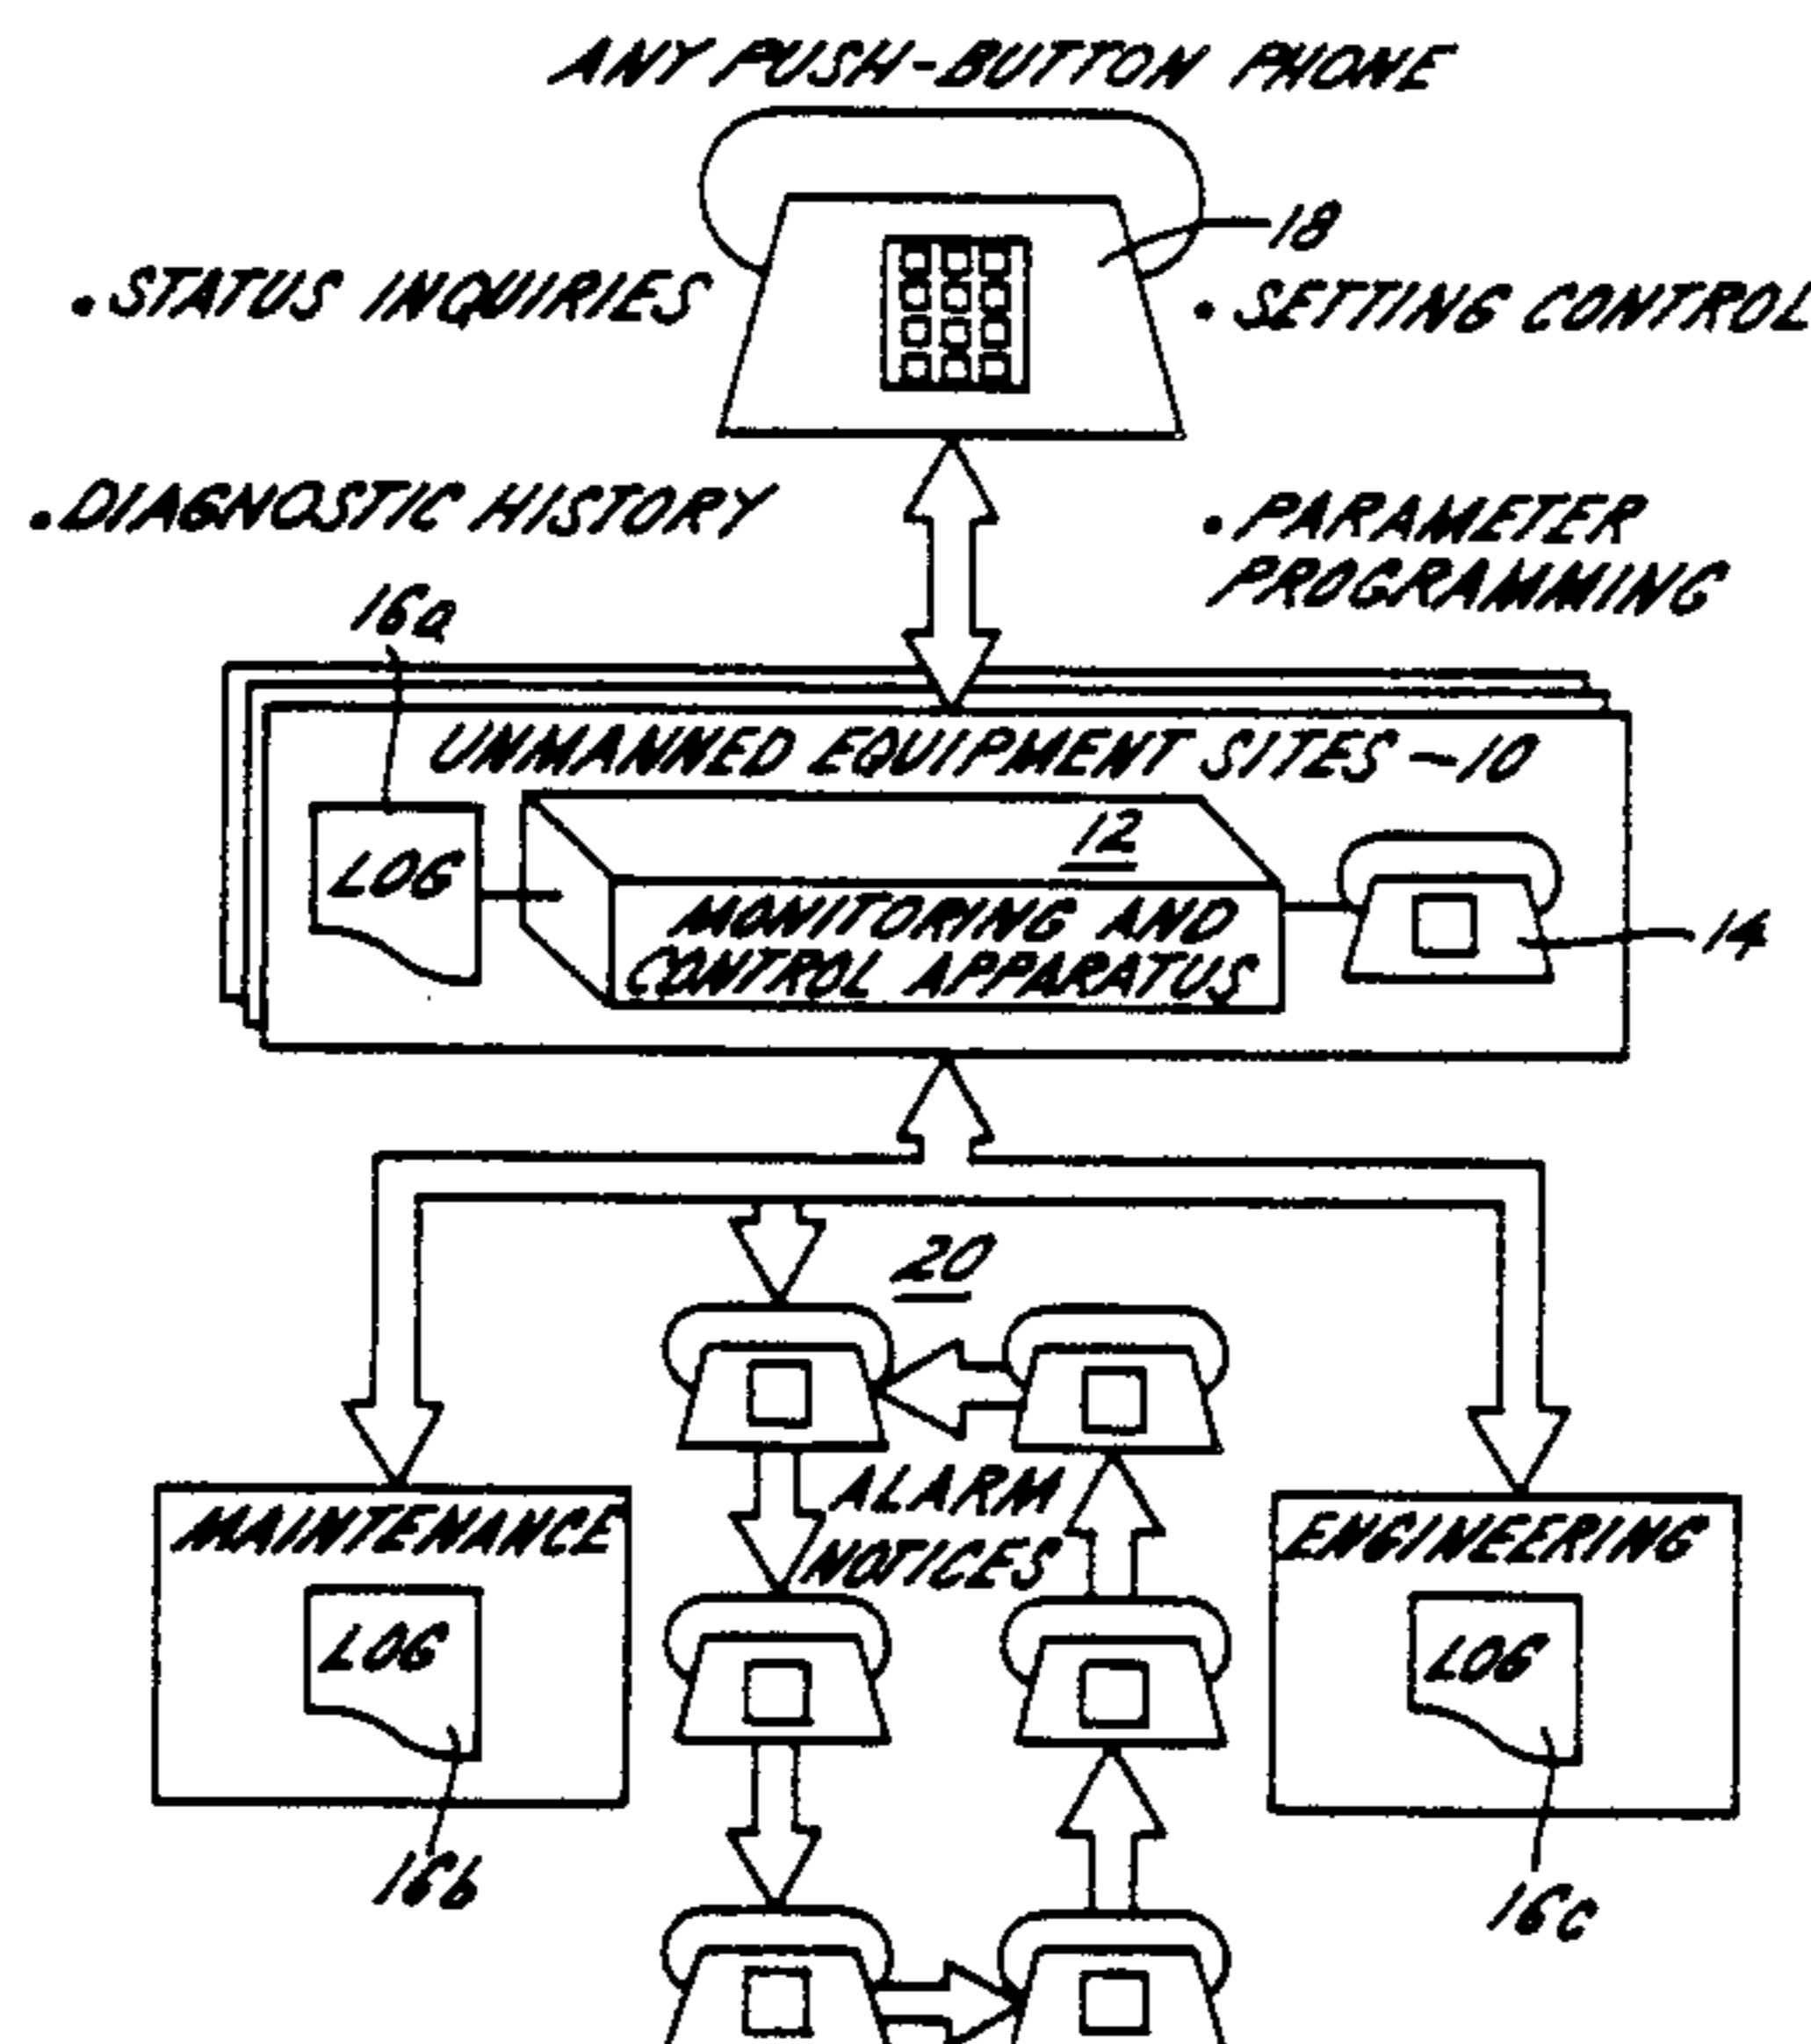 ANY PUSH-BUTTON PHONE
18
• STATUS INQUIRIES
• SETTING CONTROL
• DIAGNOSTIC HISTORY
• PARAMETER
PROGRAMMING
16a
UNMANNED EQUIPMENT SITES - 10
12
LOG
MONITORING AND
CONTROL APPARATUS
14
20
ALARM
NOTICES
MAINTENANCE
LOG
16b
ENGINEERING
LOG
16c